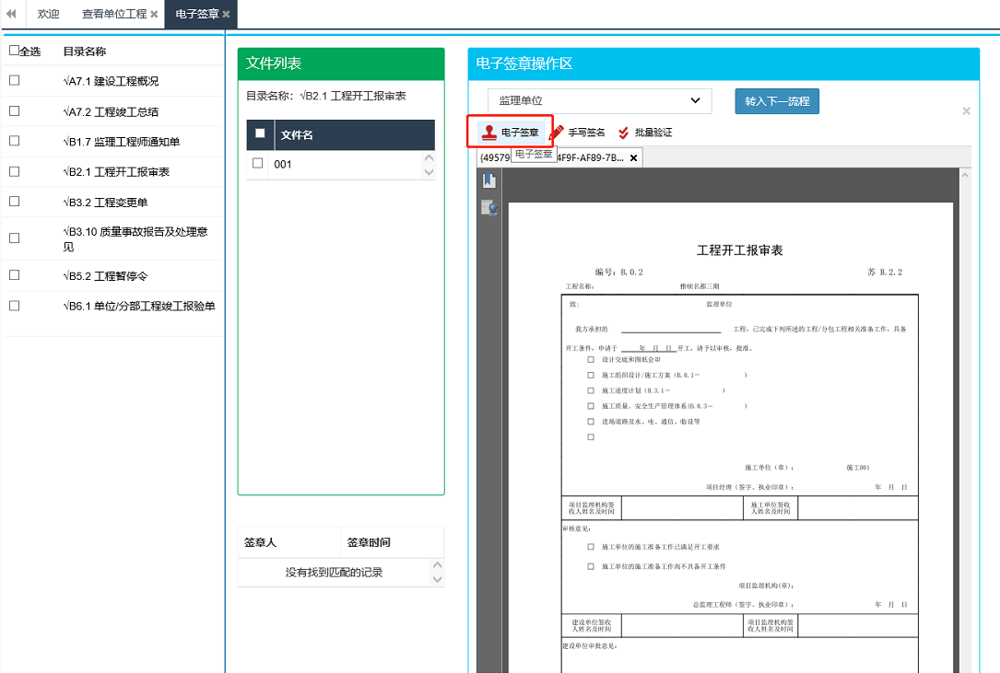 欢迎 查看单位工程 电子签章
全选 目录名称
√A7.1 建设工程概况
√A7.2 工程竣工总结
√B1.7 监理工程师通知单
√B2.1 工程开工报审表
√B3.2 工程变更单
√B3.10 质量事故报告及处理意
见
√B5.2 工程暂停令
√B6.1 单位/分部工程竣工报验单
文件列表
目录名称：√B2.1 工程开工报审表
文件名
001
签章人 签章时间
没有找到匹配的记录
电子签章操作区
监理单位 转入下一流程
电子签章 手写签名 批量验证
{49579 电子签章 4F9F-AF89-7B...
工程开工报审表
编号：B.0.2 苏 B.2.2
工程名称： 雅顿名都三期
致： 监理单位
我方承担的 工程，已完成下列所述的工程/分包工程相关准备工作，具备
开工条件，申请于 年 月 日 开工，请予以审核，批准。
设计交底和图纸会审
施工组织设计/施工方案（B.0.1— ）
施工进度计划（B.3.1— ）
施工质量、安全生产管理体系(B.0.3— ）
进场道路及水、电、通信、临设等
施工单位（章）： 施工001
项目经理（签字、执业印章）： 年 月 日
项目监理机构签
收人姓名及时间
施工单位签收
人姓名及时间
审核意见：
施工单位的施工准备工作已满足开工要求
施工单位的施工准备工作尚不具备开工条件
项目监理机构(章)：
总监理工程师（签字、执业印章）： 年 月 日
建设单位签收
人姓名及时间
项目监理机构签
收人姓名及时间
建设单位审批意见：